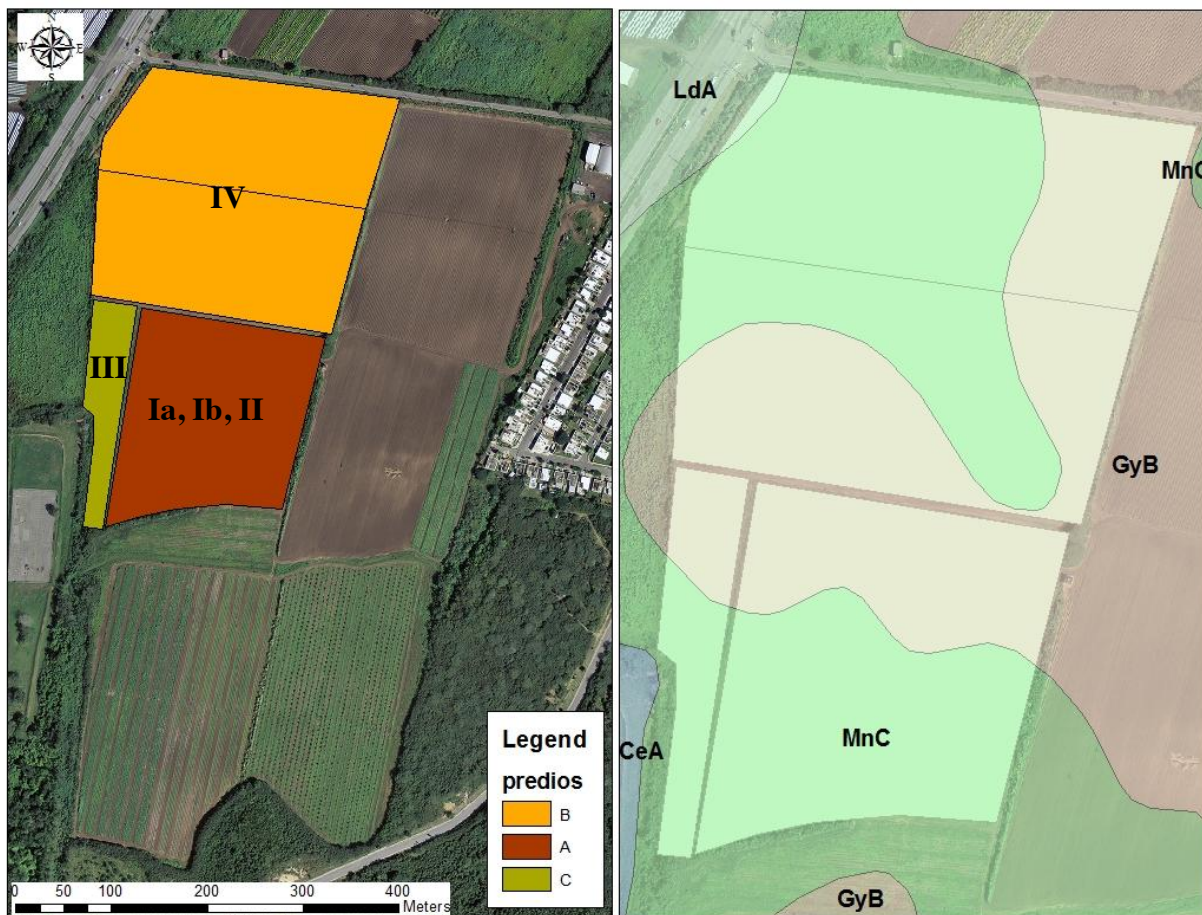 N
W
E
S
IV
III
Ia, Ib, II
Legend
predios
B
A
C
0 50 100 200 300 400
Meters
LdA
MnC
GyB
CeA
MnC
GyB